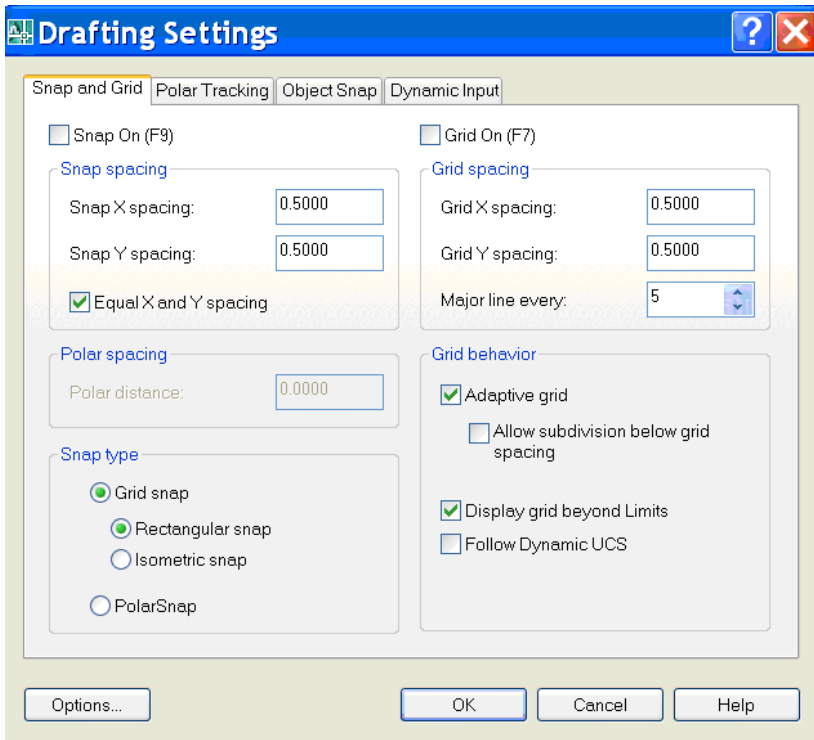 Drafting Settings
Snap and Grid
Polar Tracking
Object Snap
Dynamic Input
Snap On (F9)
Snap spacing
Snap X spacing:
0.5000
Snap Y spacing:
0.5000
Equal X and Y spacing
Polar spacing
Polar distance:
0.0000
Snap type
Grid snap
Rectangular snap
Isometric snap
PolarSnap
Grid On (F7)
Grid spacing
Grid X spacing:
0.5000
Grid Y spacing:
0.5000
Major line every:
5
Grid behavior
Adaptive grid
Allow subdivision below grid
spacing
Display grid beyond Limits
Follow Dynamic UCS
Options...
OK
Cancel
Help